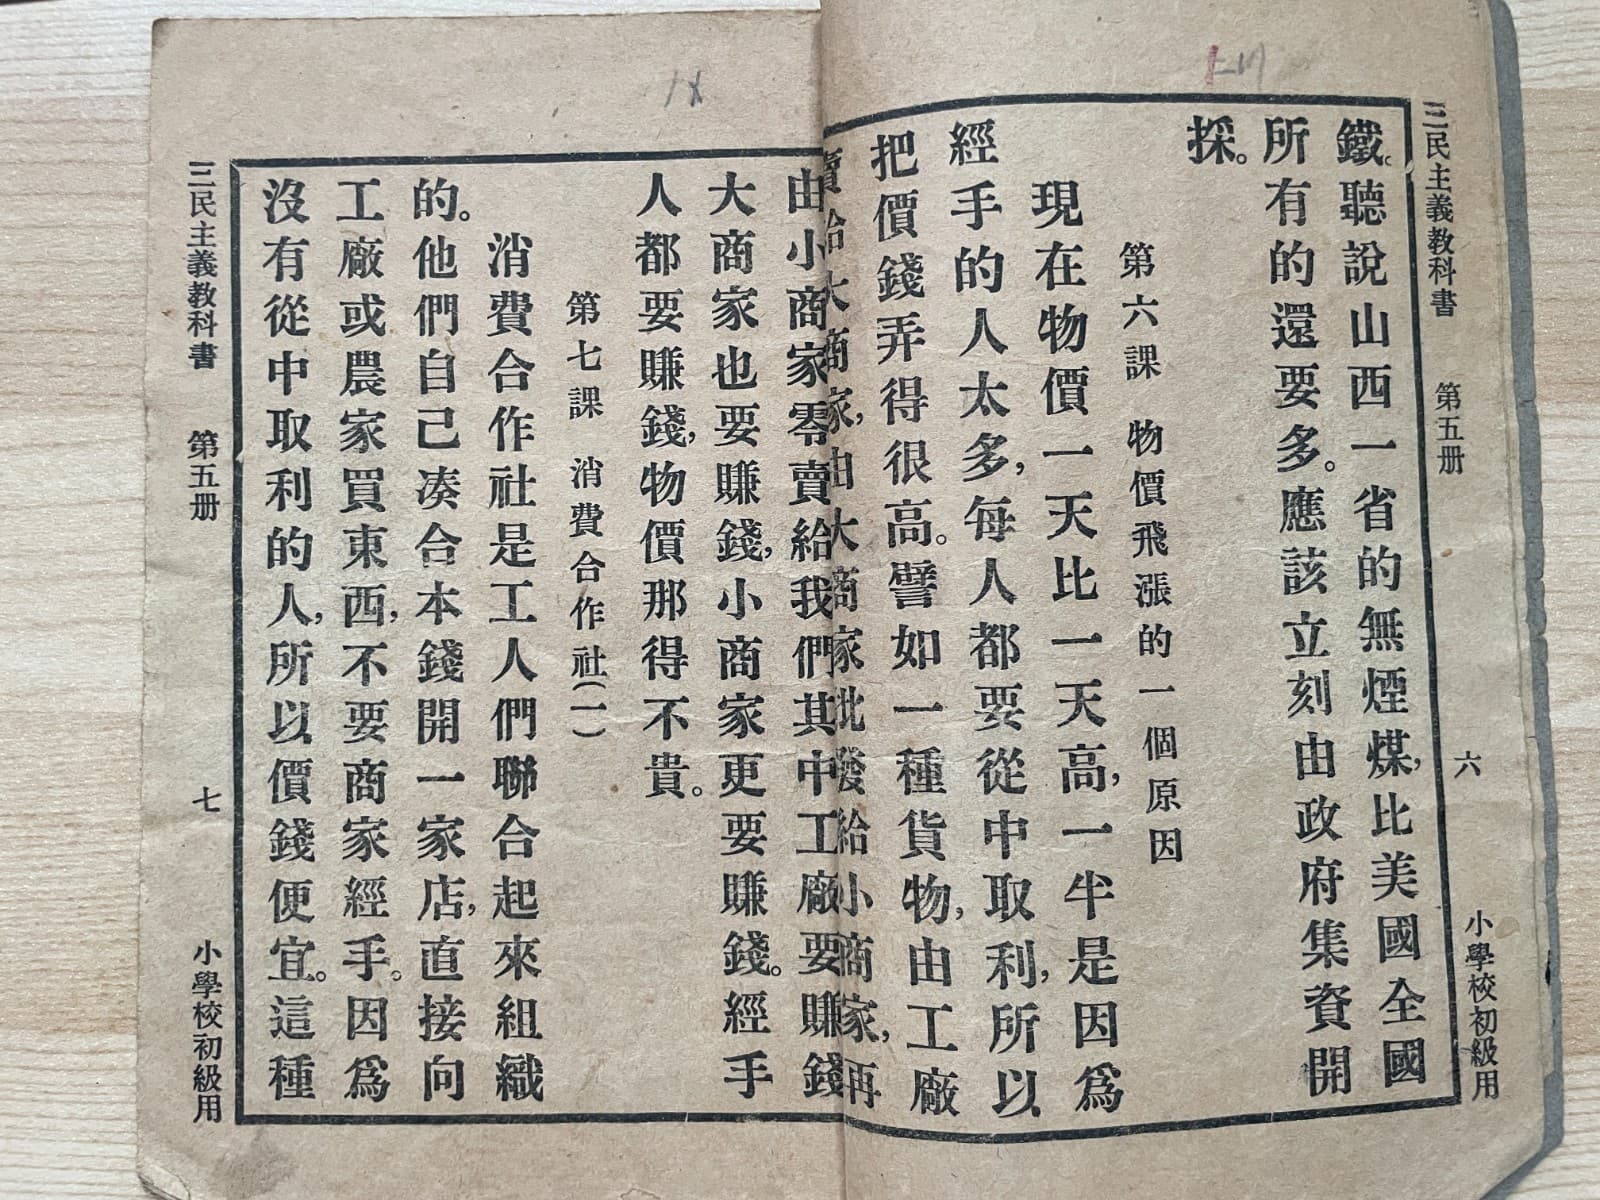 三民主義教科書 第五册 六 小學校初級用
鐵。聽說山西一省的無煙煤，比美國全國
所有的還要多。應該立刻由政府集資開
採。
第六課 物價飛漲的一個原因
現在物價一天比一天高，一半是因爲
經手的人太多，每人都要從中取利，所以
把價錢弄得很高。譬如一種貨物，由工廠
賣給大商家，由大商家批發給小商家，再
由小商家零賣給我們其中工廠要賺錢
大商家也要賺錢，小商家更要賺錢。經手
人都要賺錢，物價那得不貴。
第七課 消費合作社(一)
消費合作社是工人們聯合起來組織
的。他們自己凑合本錢開一家店，直接向
工廠或農家買東西，不要商家經手。因爲
沒有從中取利的人，所以價錢便宜。這種
三民主義教科書 第五册 七 小學校初級用